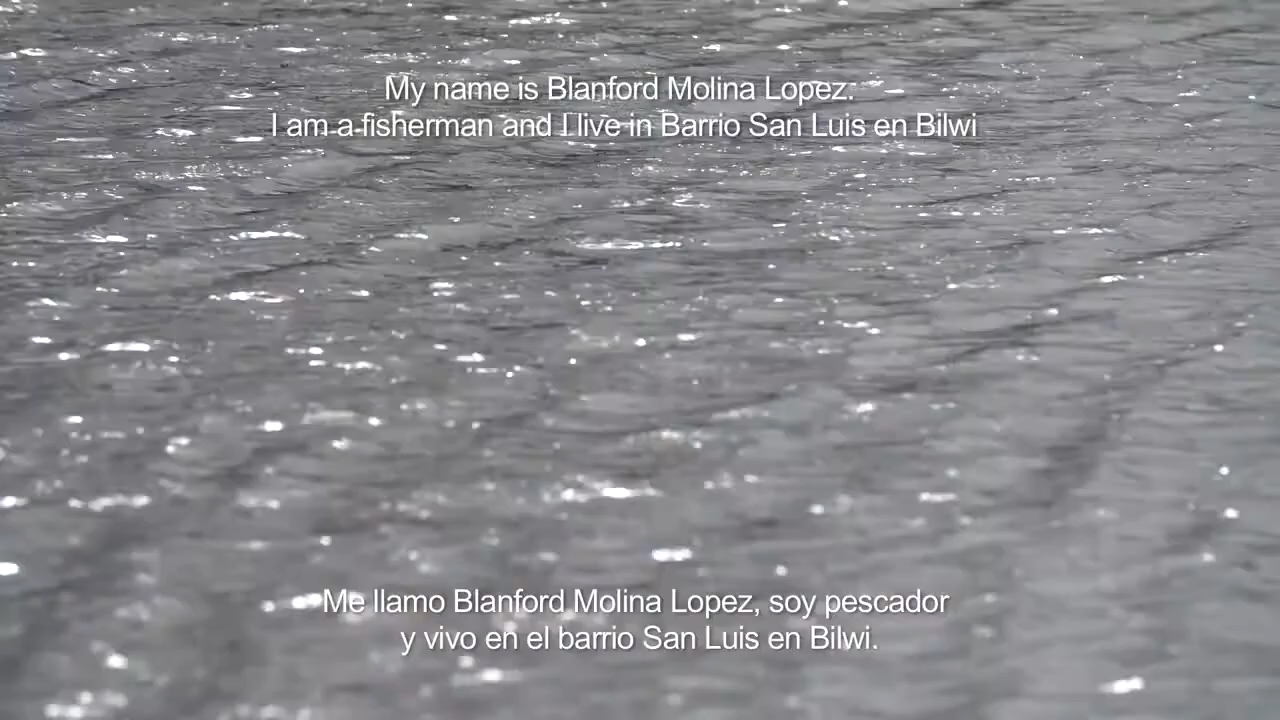 My name is Blanford Molina Lopez.
I am a fisherman and I live in Barrio San Luis en Bilwi
Me llamo Blanford Molina Lopez, soy pescador
y vivo en el barrio San Luis en Bilwi.